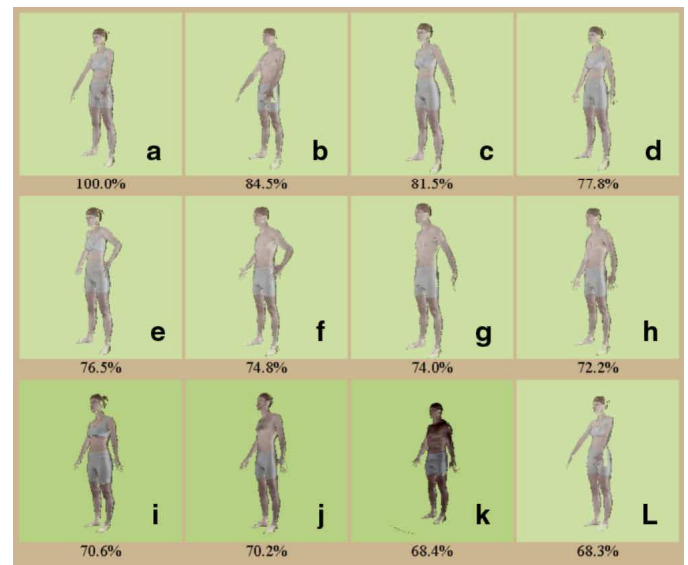 a b c d
100.0% 84.5% 81.5% 77.8%
e f g h
76.5% 74.8% 74.0% 72.2%
i j k L
70.6% 70.2% 68.4% 68.3%